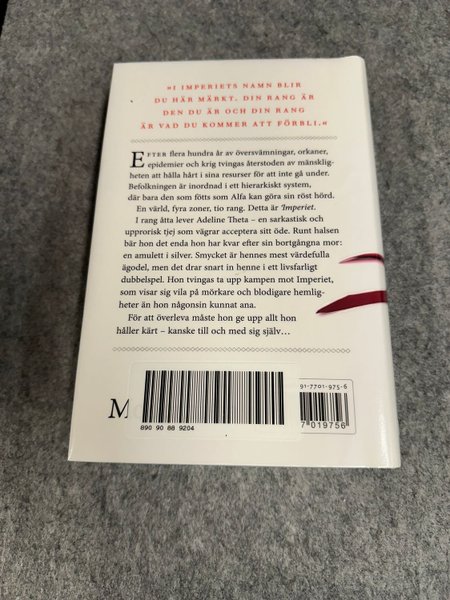 »I IMPERIETS NAMN BLIR
DU HÄR MÄRKT. DIN RANG ÄR
DEN DU ÄR OCH DIN RANG
ÄR VAD DU KOMMER ATT FÖRBLI.«
EFTER flera hundra år av översvämningar, orkaner,
epidemier och krig tvingas återstoden av mänsklig-
heten att hålla hårt i sina resurser för att inte gå under.
Befolkningen är inordnad i ett hierarkiskt system,
där bara den som fötts som Alfa kan göra sin röst hörd.
En värld, fyra zoner, tio rang. Detta är Imperiet.
I rang åtta lever Adeline Theta – en sarkastisk och
upprorisk tjej som vägrar acceptera sitt öde. Runt halsen
bär hon det enda hon har kvar efter sin bortgångna mor:
en amulett i silver. Smycket är hennes mest värdefulla
ägodel, men det drar snart in henne i ett livsfarligt
dubbelspel. Hon tvingas ta upp kampen mot Imperiet,
som visar sig vila på mörkare och blodigare hemlig-
heter än hon någonsin kunnat ana.
För att överleva måste hon ge upp allt hon
håller kärt – kanske till och med sig själv...
M
890 90 88 9204
91-7701-975-6
7019756